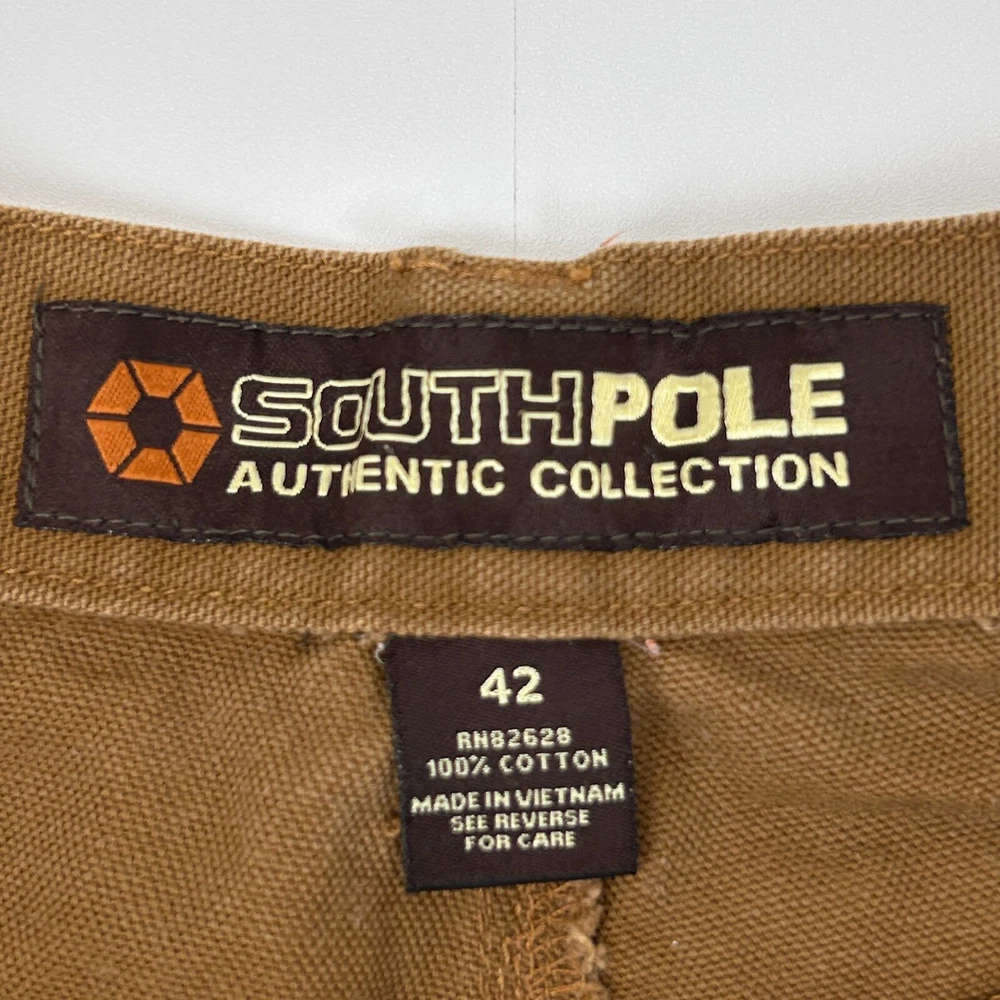 SOUTHPOLE
AUTHENTIC COLLECTION
42
RN82628
100% COTTON
MADE IN VIETNAM
SEE REVERSE
FOR CARE